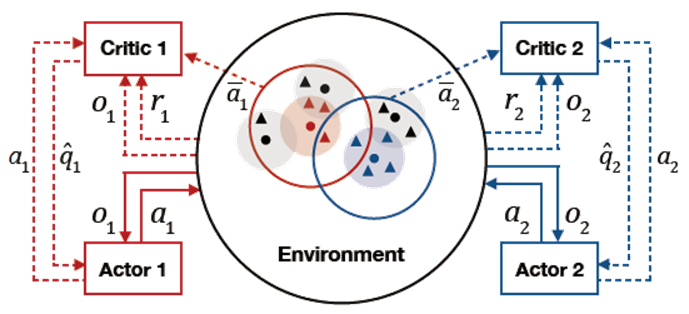 Critic 1
Critic 2
ā₁
ā₂
o₁
r₁
r₂
o₂
a₁
q̂₁
q̂₂
a₂
o₁
a₁
a₂
o₂
Environment
Actor 1
Actor 2